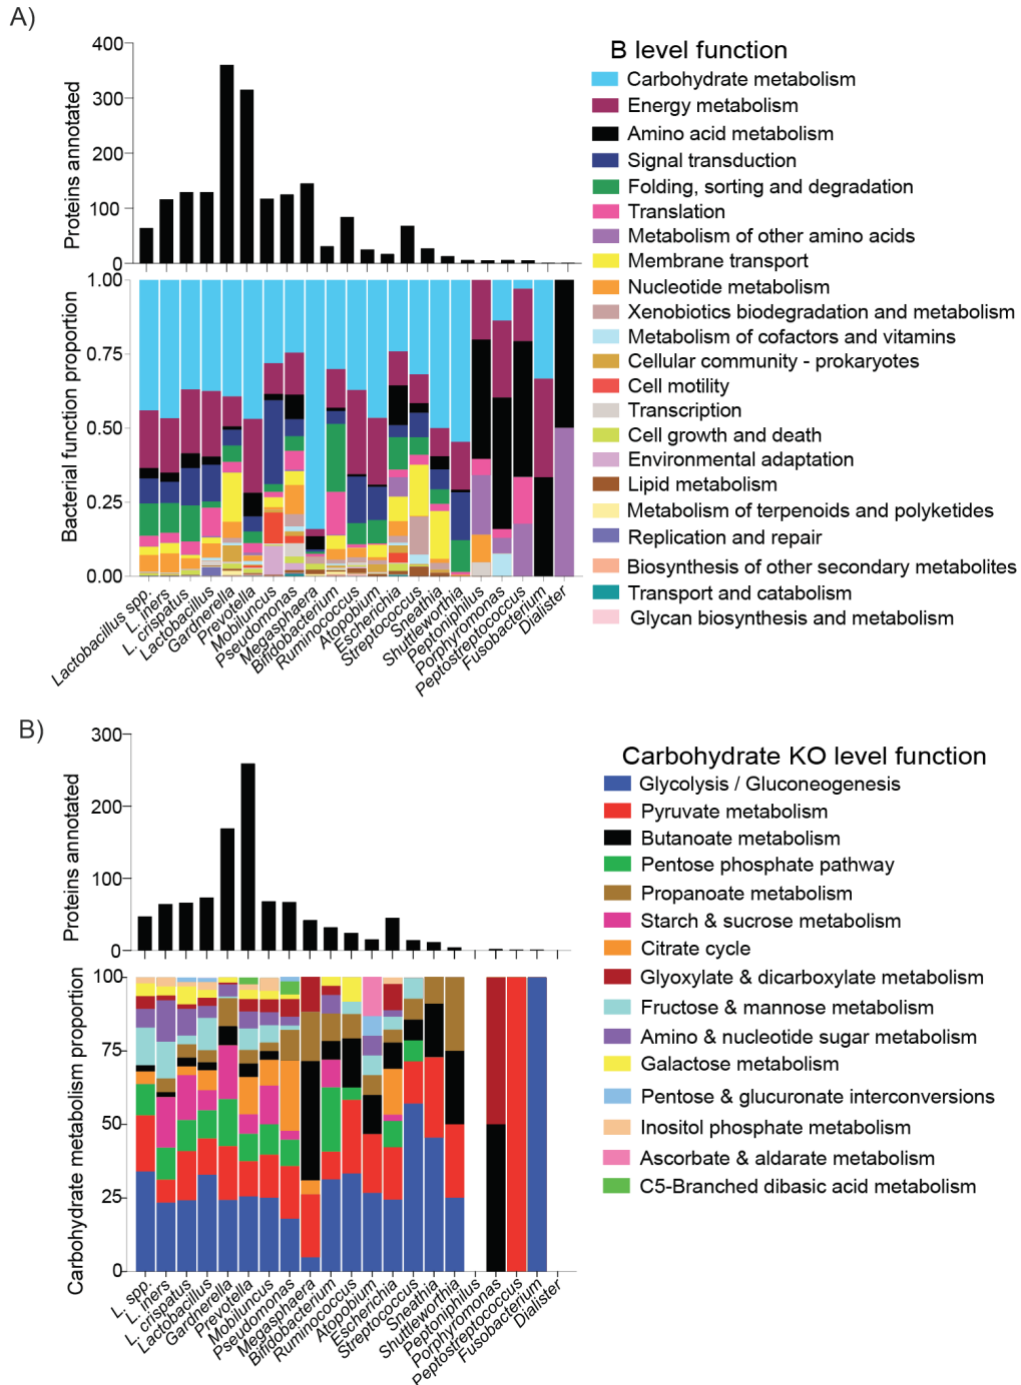 A)
B level function
Proteins annotated
400
300
200
100
0
Carbohydrate metabolism
Energy metabolism
Amino acid metabolism
Signal transduction
Folding, sorting and degradation
Translation
Metabolism of other amino acids
Membrane transport
Nucleotide metabolism
Xenobiotics biodegradation and metabolism
Metabolism of cofactors and vitamins
Cellular community - prokaryotes
Cell motility
Transcription
Cell growth and death
Environmental adaptation
Lipid metabolism
Metabolism of terpenoids and polyketides
Replication and repair
Biosynthesis of other secondary metabolites
Transport and catabolism
Glycan biosynthesis and metabolism
Bacterial function proportion
1.00
0.75
0.50
0.25
0.00
Lactobacillus spp.
L. iners
L. crispatus
Lactobacillus
Gardnerella
Prevotella
Mobiluncus
Pseudomonas
Megasphaera
Bifidobacterium
Ruminococcus
Atopobium
Escherichia
Streptococcus
Sneathia
Shuttleworthia
Peptoniphilus
Porphyromonas
Peptostreptococcus
Fusobacterium
Dialister
B)
Carbohydrate KO level function
Proteins annotated
300
200
100
0
Glycolysis / Gluconeogenesis
Pyruvate metabolism
Butanoate metabolism
Pentose phosphate pathway
Propanoate metabolism
Starch & sucrose metabolism
Citrate cycle
Glyoxylate & dicarboxylate metabolism
Fructose & mannose metabolism
Amino & nucleotide sugar metabolism
Galactose metabolism
Pentose & glucuronate interconversions
Inositol phosphate metabolism
Ascorbate & aldarate metabolism
C5-Branched dibasic acid metabolism
Carbohydrate metabolism proportion
100
75
50
25
0
L. spp.
L. iners
L. crispatus
Lactobacillus
Gardnerella
Prevotella
Mobiluncus
Pseudomonas
Megasphaera
Bifidobacterium
Ruminococcus
Atopobium
Escherichia
Streptococcus
Sneathia
Shuttleworthia
Peptoniphilus
Porphyromonas
Peptostreptococcus
Fusobacterium
Dialister